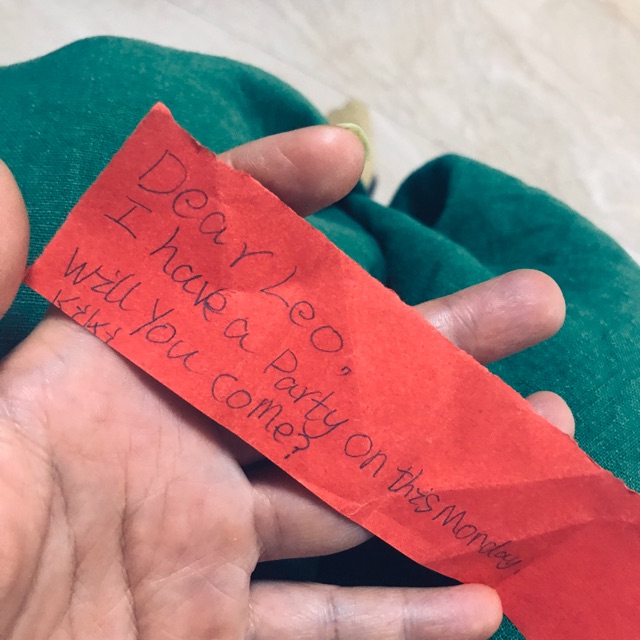 Dear Leo,
I have a Party on this Monday,
will you come?
Kiki